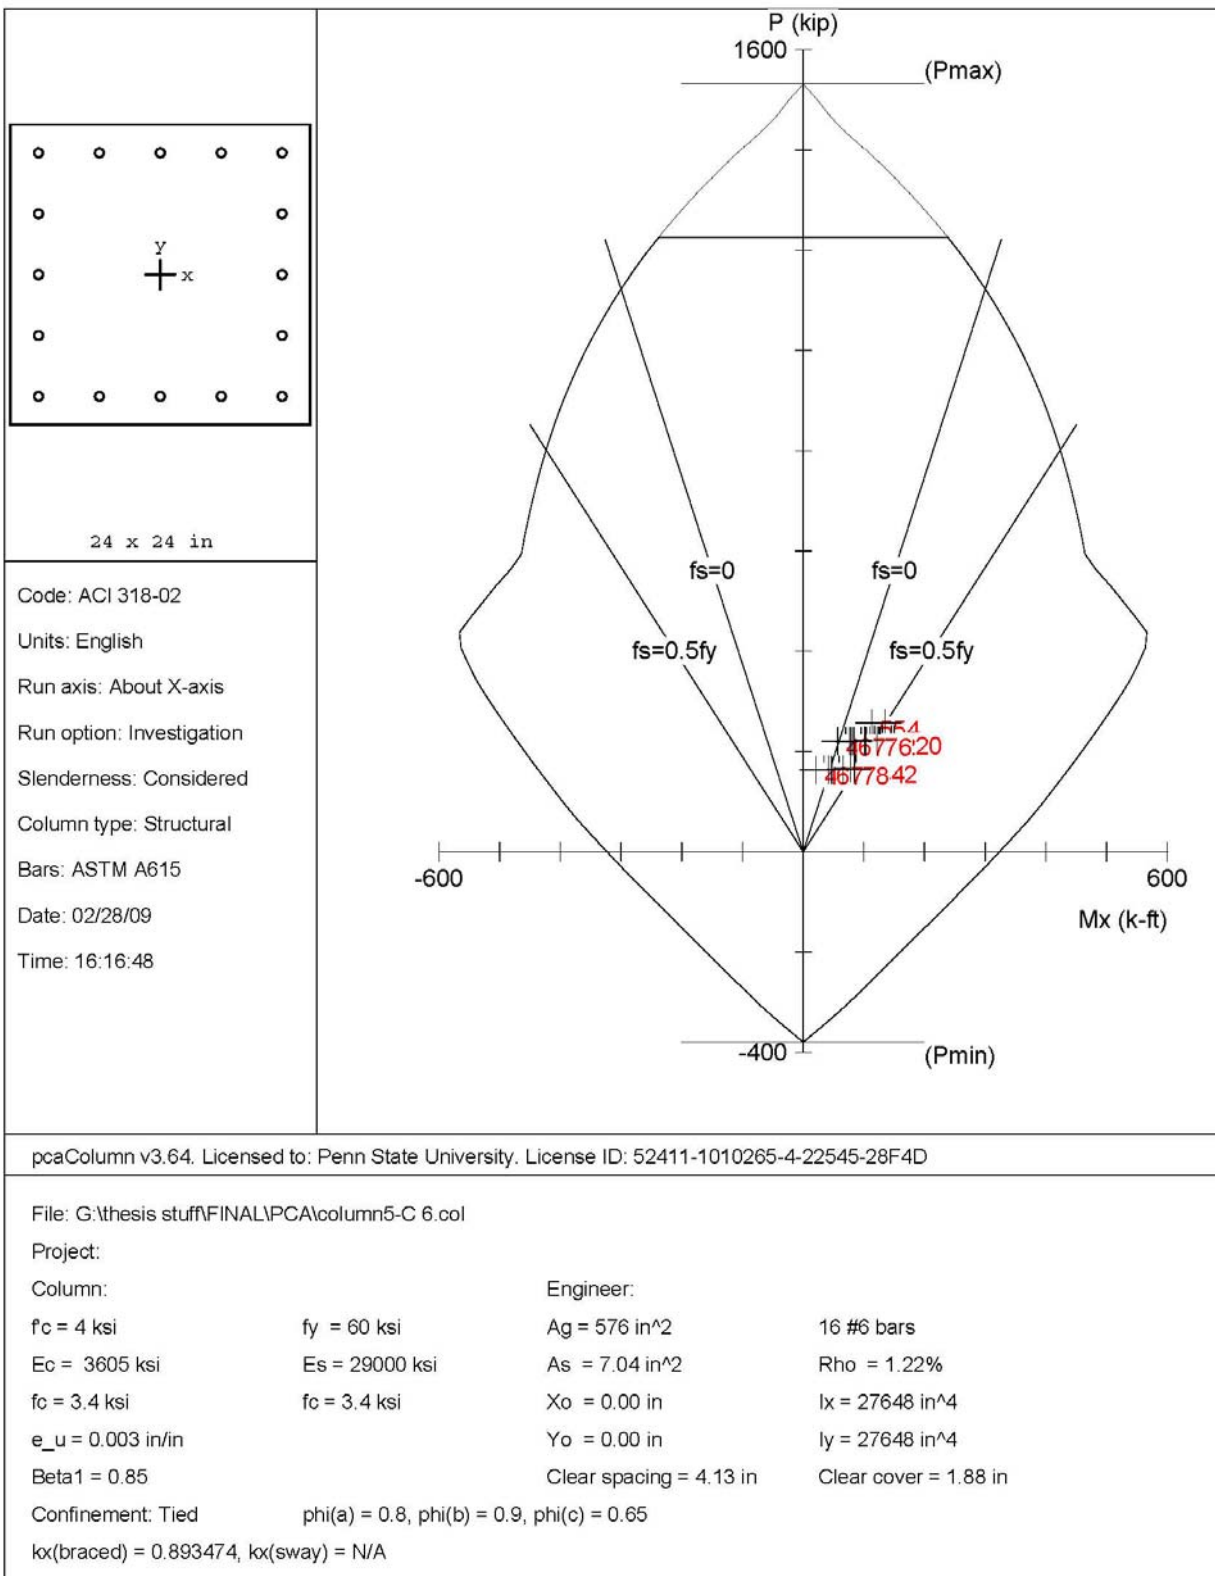 P (kip)
1600
(Pmax)
y
x
24 x 24 in
fs=0
fs=0
fs=0.5fy
fs=0.5fy
-600
600
Mx (k-ft)
-400
(Pmin)
Code: ACI 318-02
Units: English
Run axis: About X-axis
Run option: Investigation
Slenderness: Considered
Column type: Structural
Bars: ASTM A615
Date: 02/28/09
Time: 16:16:48
pcaColumn v3.64. Licensed to: Penn State University. License ID: 52411-1010265-4-22545-28F4D
File: G:\thesis stuff\FINAL\PCA\column5-C 6.col
Project:
Column: Engineer:
f'c = 4 ksi fy = 60 ksi Ag = 576 in^2 16 #6 bars
Ec = 3605 ksi Es = 29000 ksi As = 7.04 in^2 Rho = 1.22%
fc = 3.4 ksi fc = 3.4 ksi Xo = 0.00 in Ix = 27648 in^4
e_u = 0.003 in/in Yo = 0.00 in Iy = 27648 in^4
Beta1 = 0.85 Clear spacing = 4.13 in Clear cover = 1.88 in
Confinement: Tied phi(a) = 0.8, phi(b) = 0.9, phi(c) = 0.65
kx(braced) = 0.893474, kx(sway) = N/A